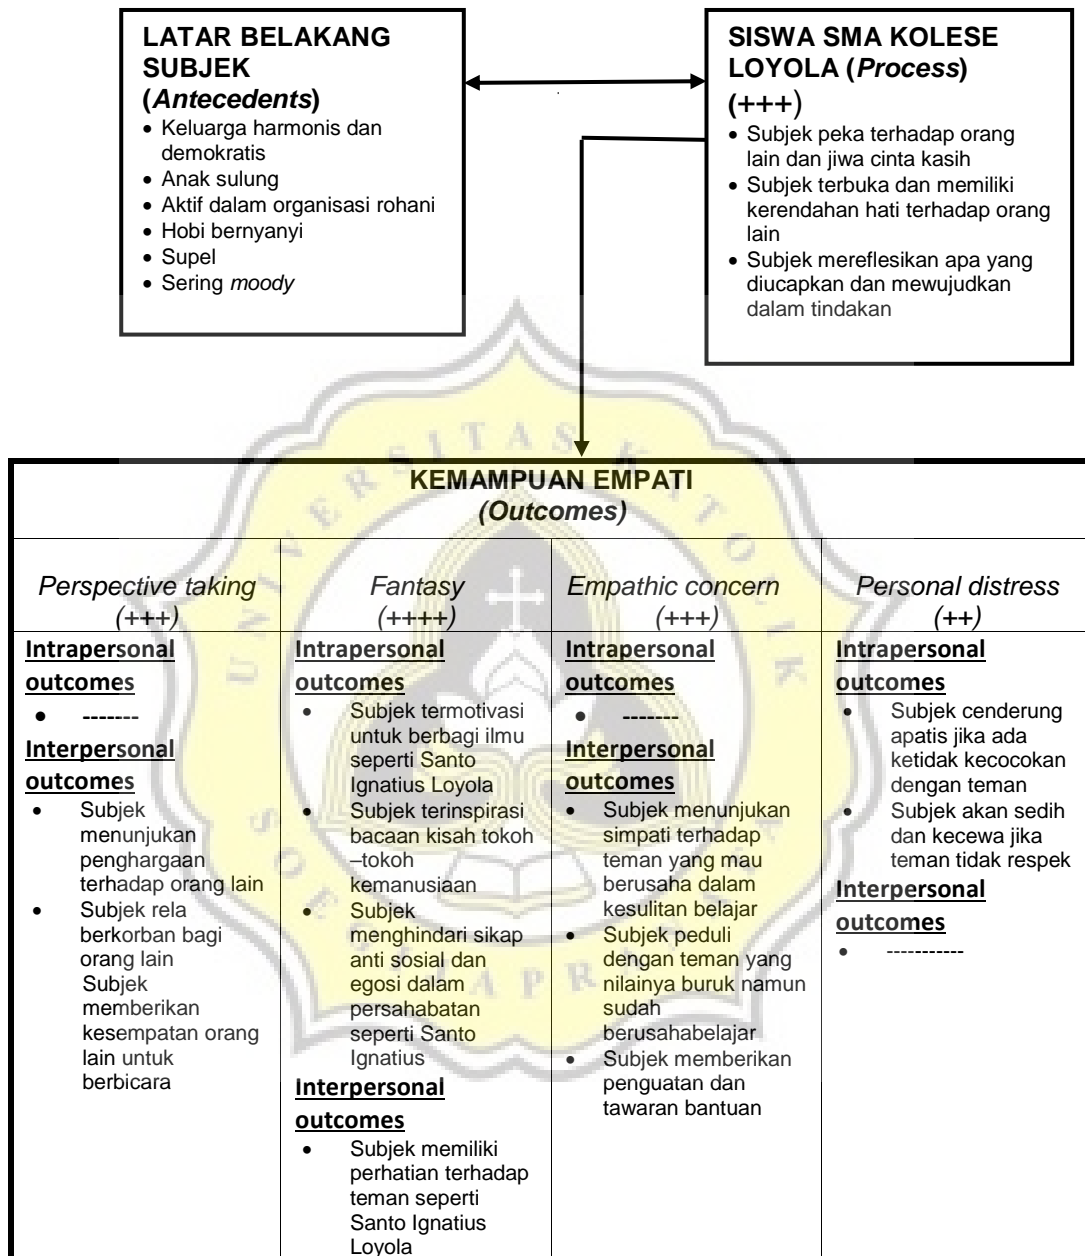 LATAR BELAKANG
SUBJEK
(Antecedents)
• Keluarga harmonis dan
demokratis
• Anak sulung
• Aktif dalam organisasi rohani
• Hobi bernyanyi
• Supel
• Sering moody
SISWA SMA KOLESE
LOYOLA (Process)
(+++)
• Subjek peka terhadap orang
lain dan jiwa cinta kasih
• Subjek terbuka dan memiliki
kerendahan hati terhadap orang
lain
• Subjek mereflesikan apa yang
diucapkan dan mewujudkan
dalam tindakan
KEMAMPUAN EMPATI
(Outcomes)
Perspective taking
(+++)
Intrapersonal
outcomes
• -------
Interpersonal
outcomes
• Subjek
menunjukan
penghargaan
terhadap orang lain
• Subjek rela
berkorban bagi
orang lain
Subjek
memberikan
kesempatan orang
lain untuk
berbicara
Fantasy
(++++)
Intrapersonal
outcomes
• Subjek termotivasi
untuk berbagi ilmu
seperti Santo
Ignatius Loyola
• Subjek terinspirasi
bacaan kisah tokoh
–tokoh
kemanusiaan
• Subjek
menghindari sikap
anti sosial dan
egosi dalam
persahabatan
seperti Santo
Ignatius
Interpersonal
outcomes
• Subjek memiliki
perhatian terhadap
teman seperti
Santo Ignatius
Loyola
Empathic concern
(+++)
Intrapersonal
outcomes
• -------
Interpersonal
outcomes
• Subjek menunjukan
simpati terhadap
teman yang mau
berusaha dalam
kesulitan belajar
• Subjek peduli
dengan teman yang
nilainya buruk namun
sudah
berusahabelajar
• Subjek memberikan
penguatan dan
tawaran bantuan
Personal distress
(++)
Intrapersonal
outcomes
• Subjek cenderung
apatis jika ada
ketidak kecocokan
dengan teman
• Subjek akan sedih
dan kecewa jika
teman tidak respek
Interpersonal
outcomes
• -----------
UNIVERSITAS KATOLIK
SOEGIJAPRANATA